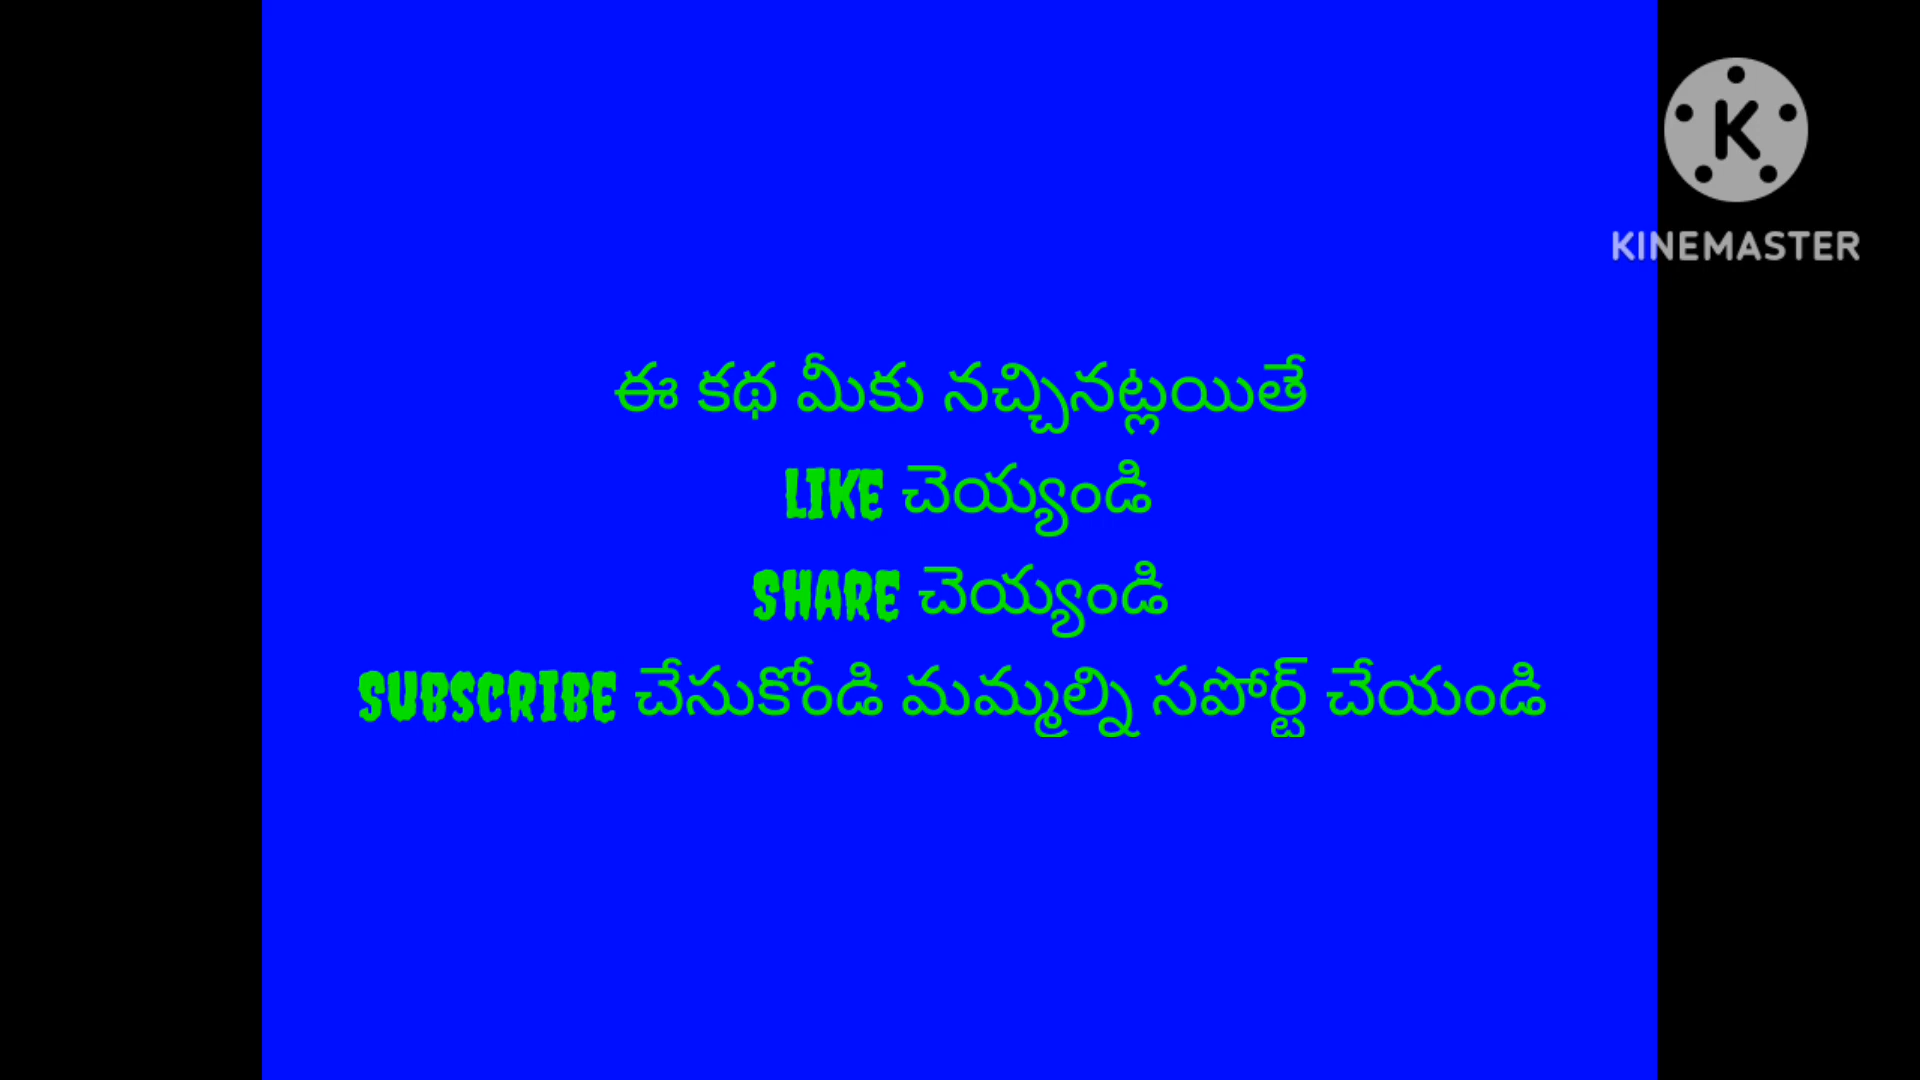 KINEMASTER
ఈ కథ మీకు నచ్చినట్లయితే
LIKE చెయ్యండి
SHARE చెయ్యండి
SUBSCRIBE చేసుకోండి మమ్మల్ని సపోర్ట్ చేయండి